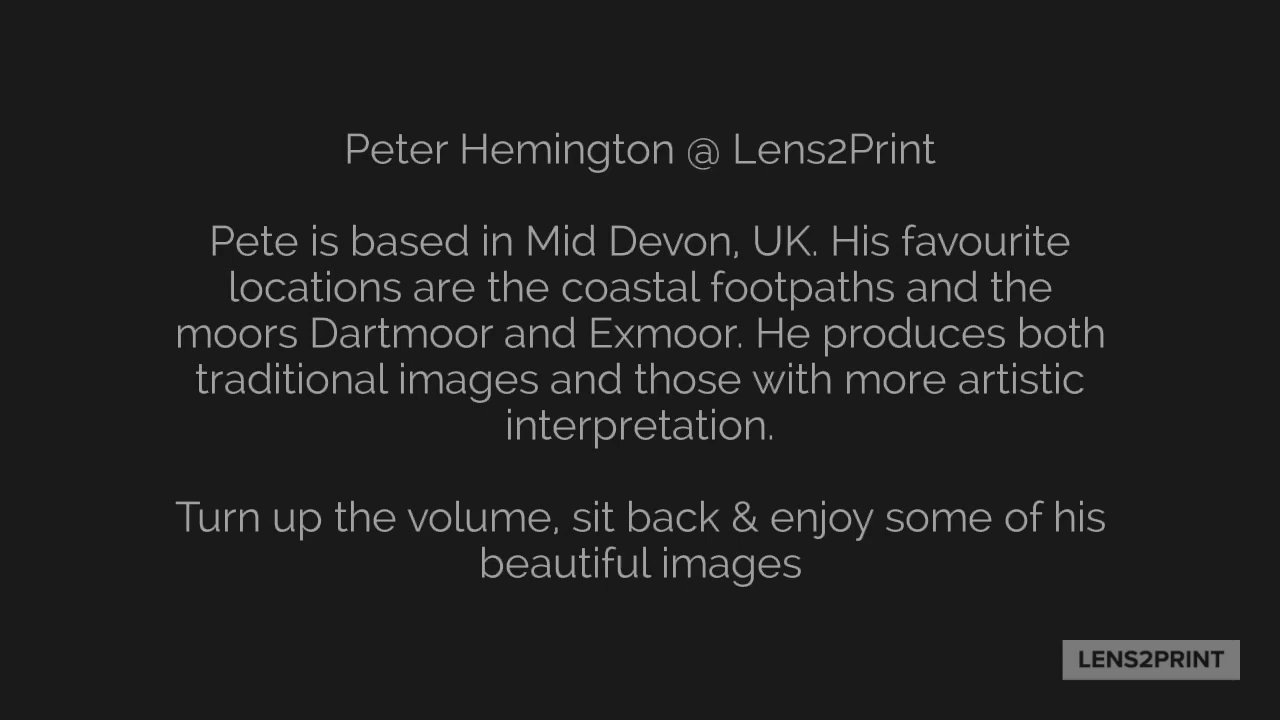 Peter Hemington @ Lens2Print
Pete is based in Mid Devon, UK. His favourite
locations are the coastal footpaths and the
moors Dartmoor and Exmoor. He produces both
traditional images and those with more artistic
interpretation.
Turn up the volume, sit back & enjoy some of his
beautiful images
LENS2PRINT